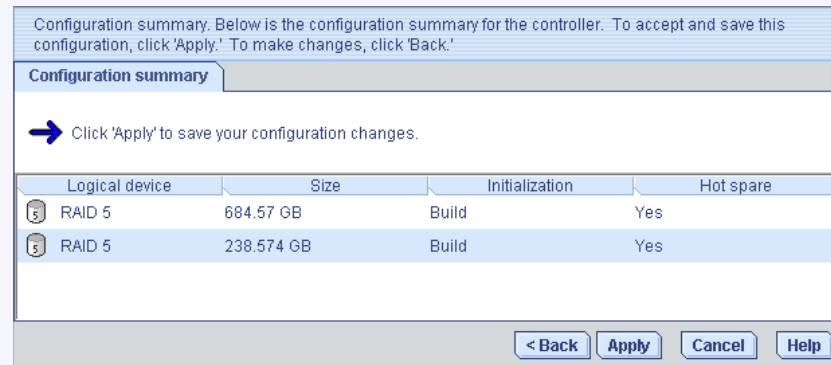 Configuration summary. Below is the configuration summary for the controller. To accept and save this
configuration, click 'Apply.' To make changes, click 'Back.'
Configuration summary
Click 'Apply' to save your configuration changes.
Logical device Size Initialization Hot spare
5 RAID 5 684.57 GB Build Yes
5 RAID 5 238.574 GB Build Yes
< Back Apply Cancel Help